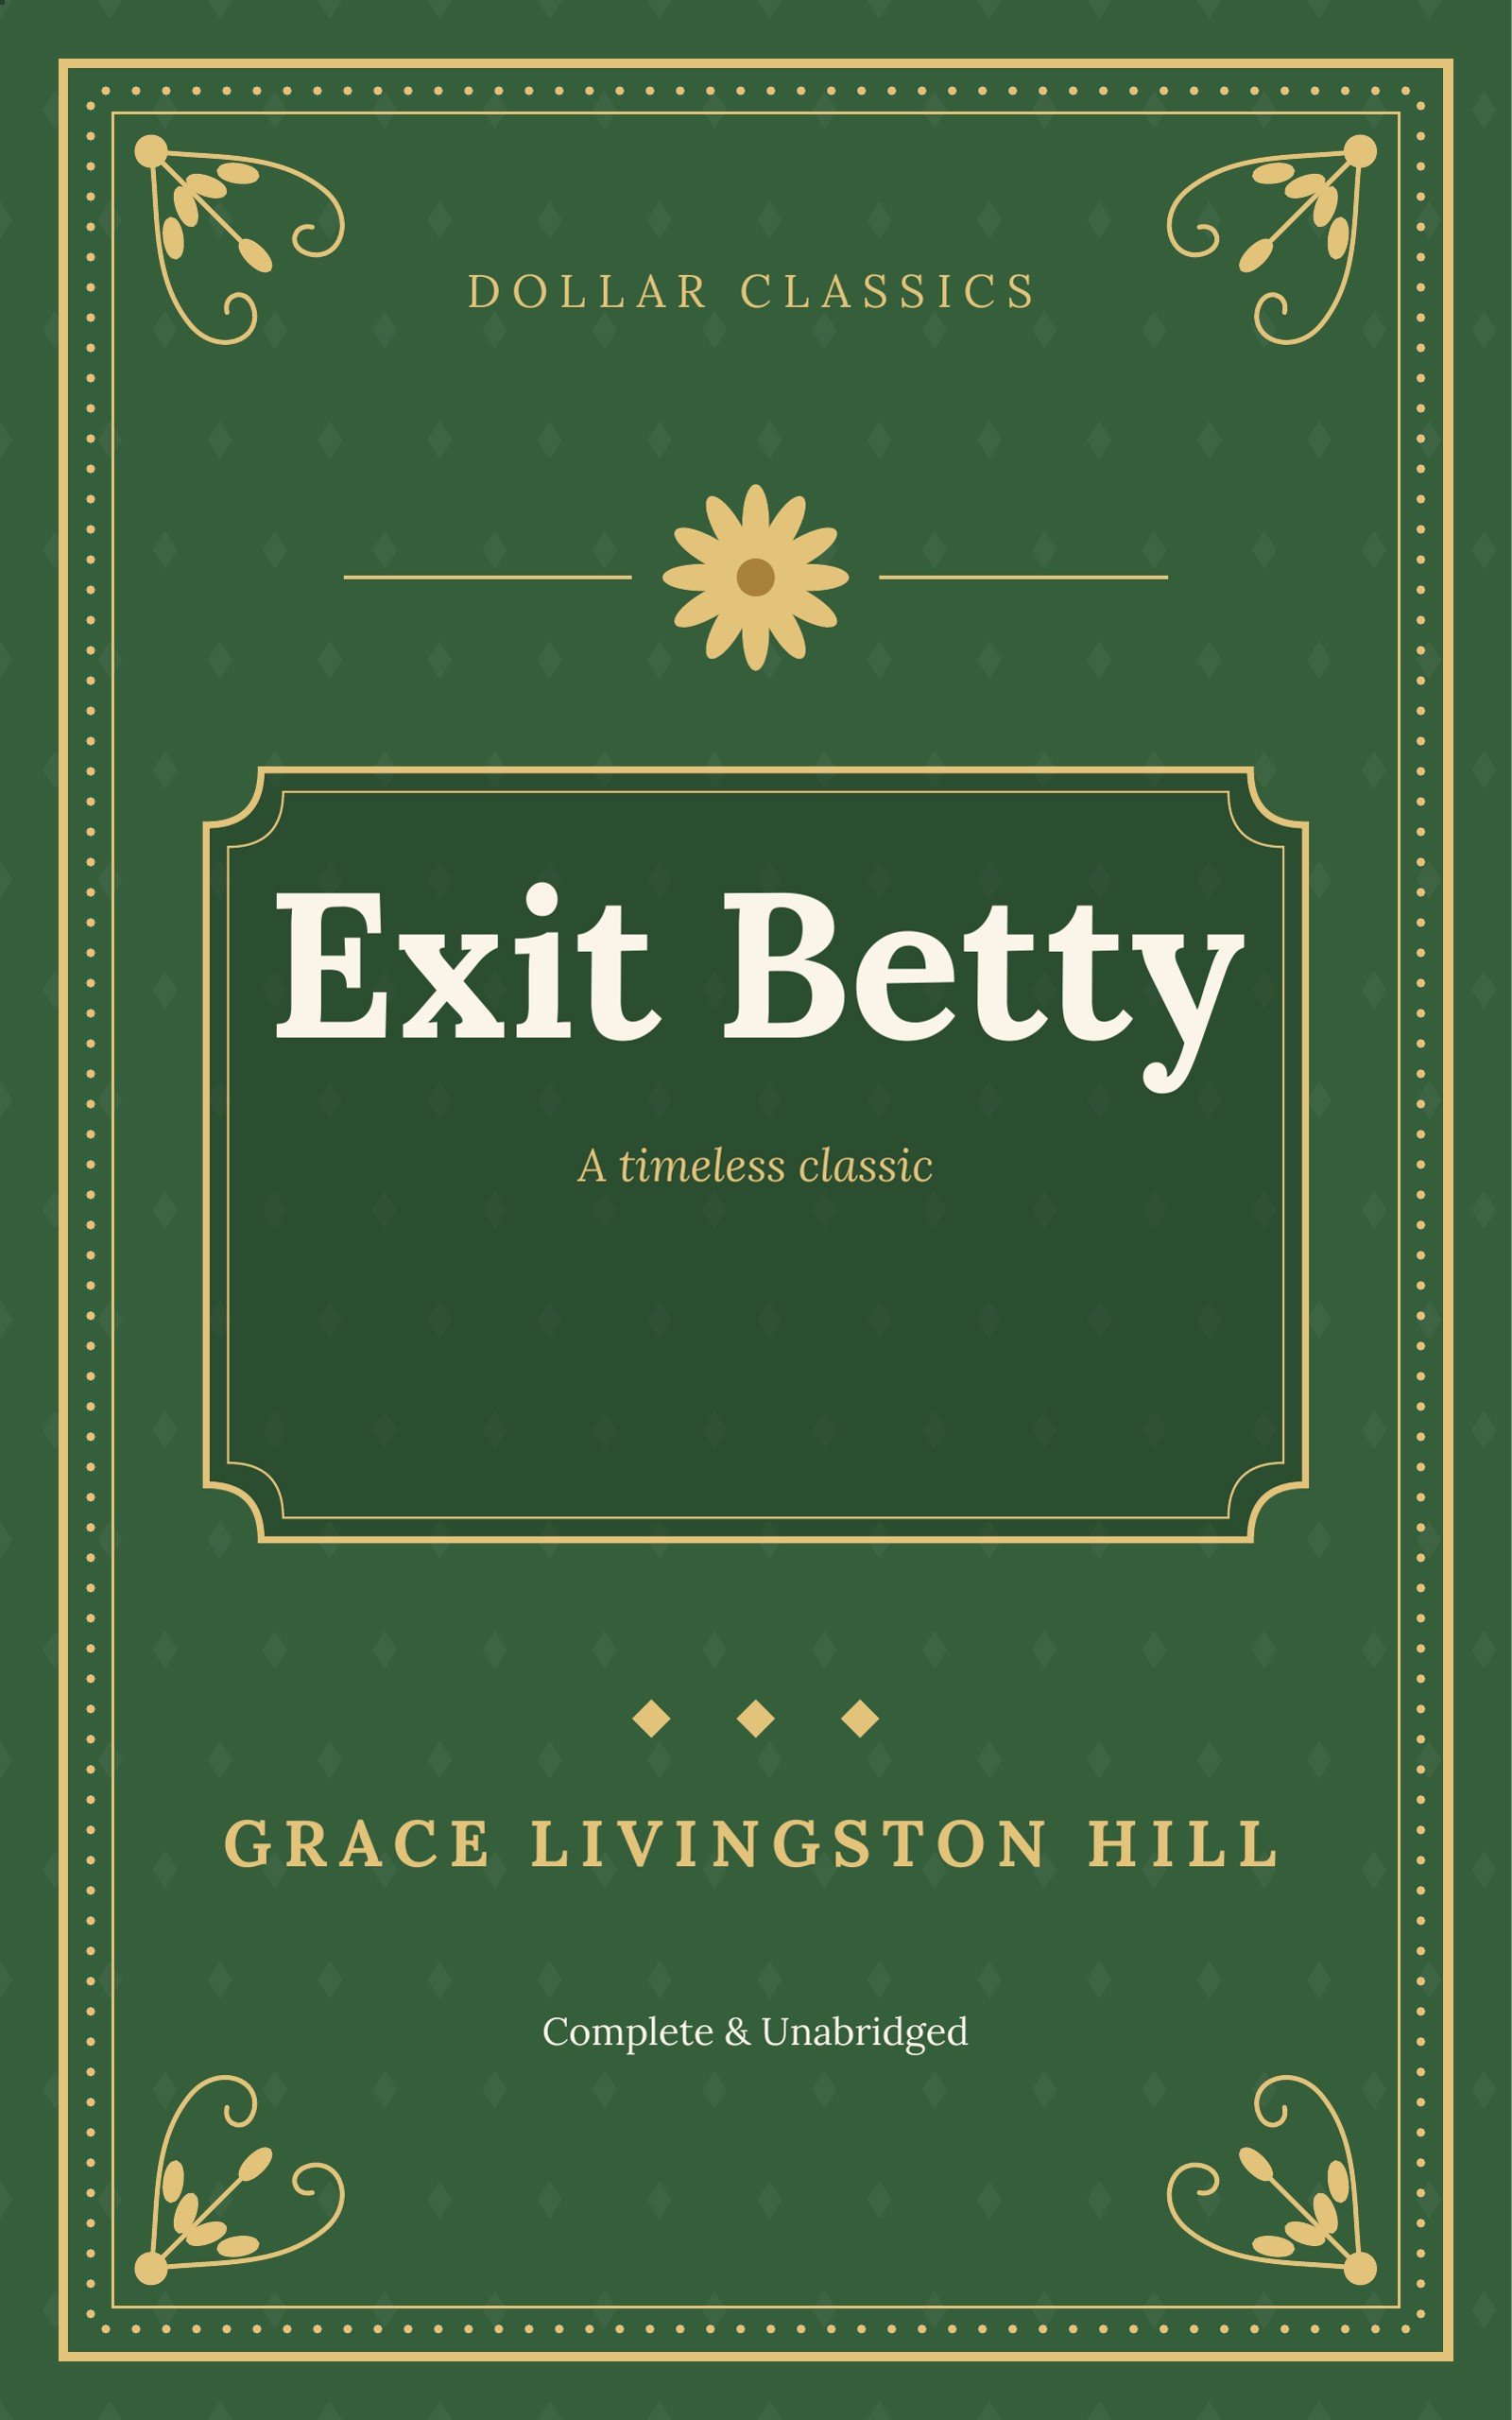 DOLLAR CLASSICS
Exit Betty
A timeless classic
GRACE LIVINGSTON HILL
Complete & Unabridged